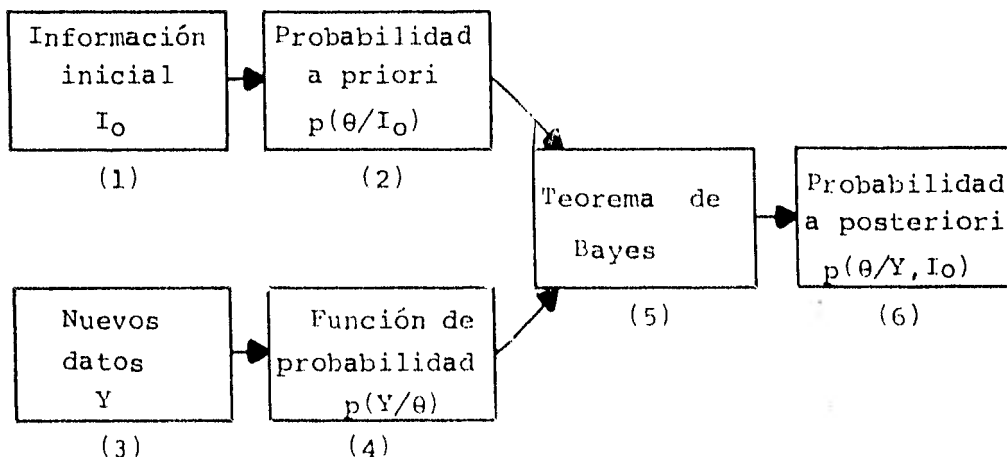 Información
inicial
I₀
(1)
Probabilidad
a priori
p(θ/I₀)
(2)
Nuevos
datos
Y
(3)
Función de
probabilidad
p(Y/θ)
(4)
Teorema de
Bayes
(5)
Probabilidad
a posteriori
p(θ/Y,I₀)
(6)